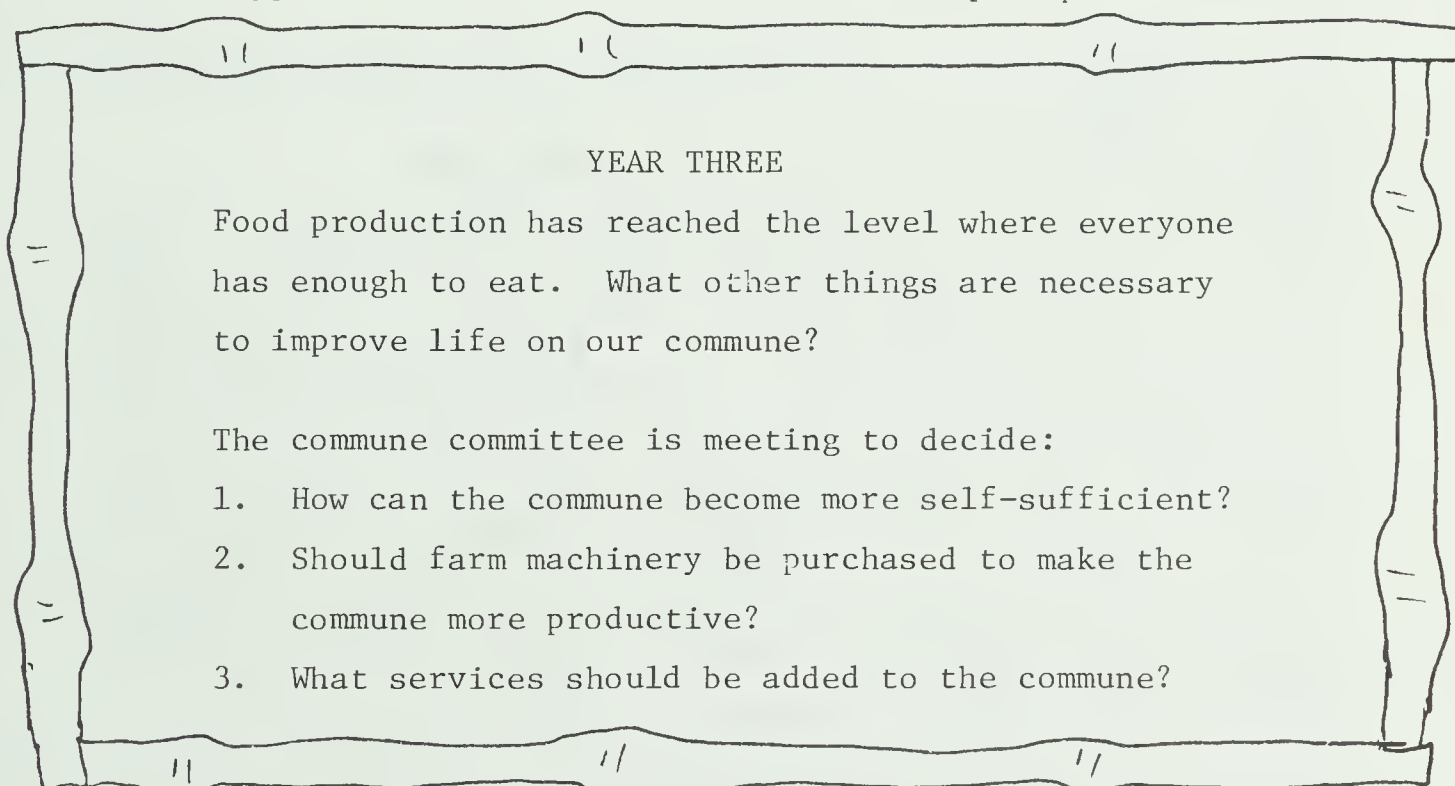 YEAR THREE
Food production has reached the level where everyone
has enough to eat. What other things are necessary
to improve life on our commune?
The commune committee is meeting to decide:
1. How can the commune become more self-sufficient?
2. Should farm machinery be purchased to make the
commune more productive?
3. What services should be added to the commune?